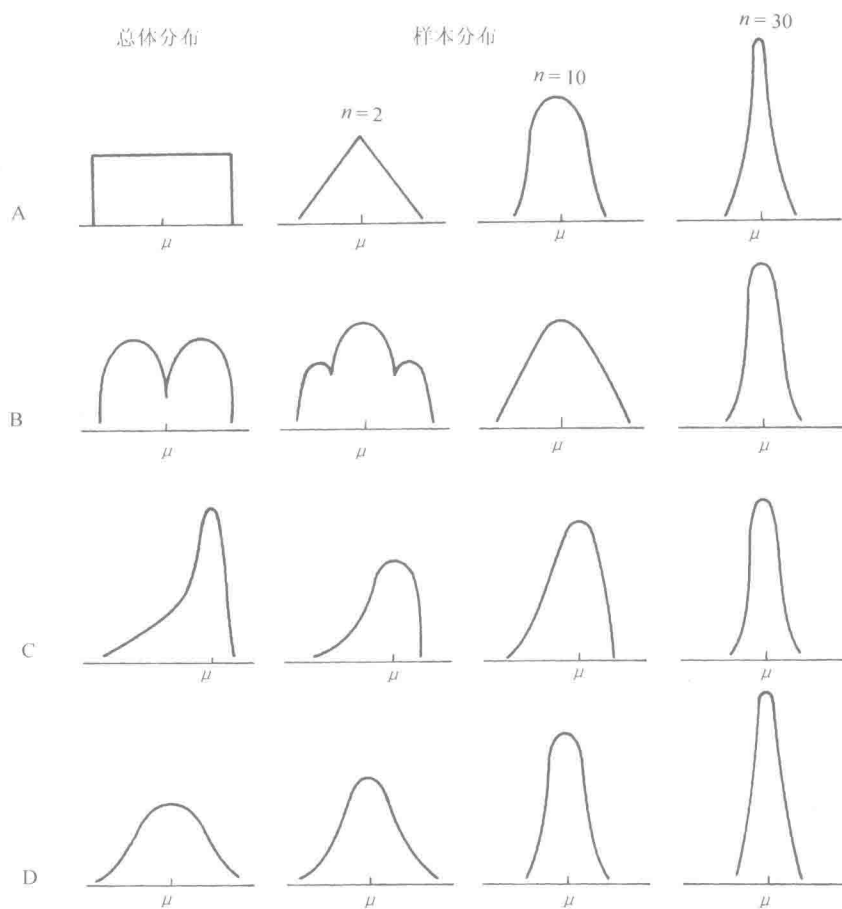 总体分布 样本分布 n = 30
n = 10
n = 2
A μ μ μ μ
B μ μ μ μ
C μ μ μ μ
D μ μ μ μ